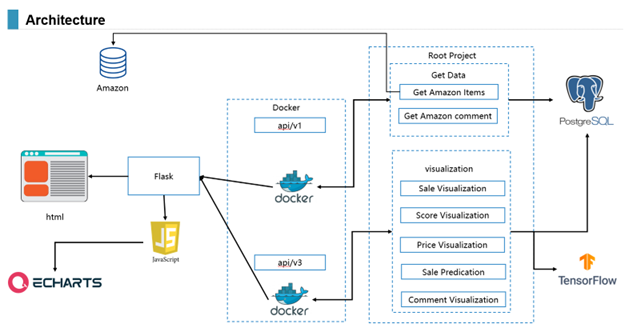 Architecture
Root Project
Get Data
Amazon
Get Amazon Items
Get Amazon comment
PostgreSQL
Docker
api/v1
docker
Flask
html
JavaScript
ECHARTS
api/v3
docker
visualization
Sale Visualization
Score Visualization
Price Visualization
Sale Predication
Comment Visualization
TensorFlow
JS